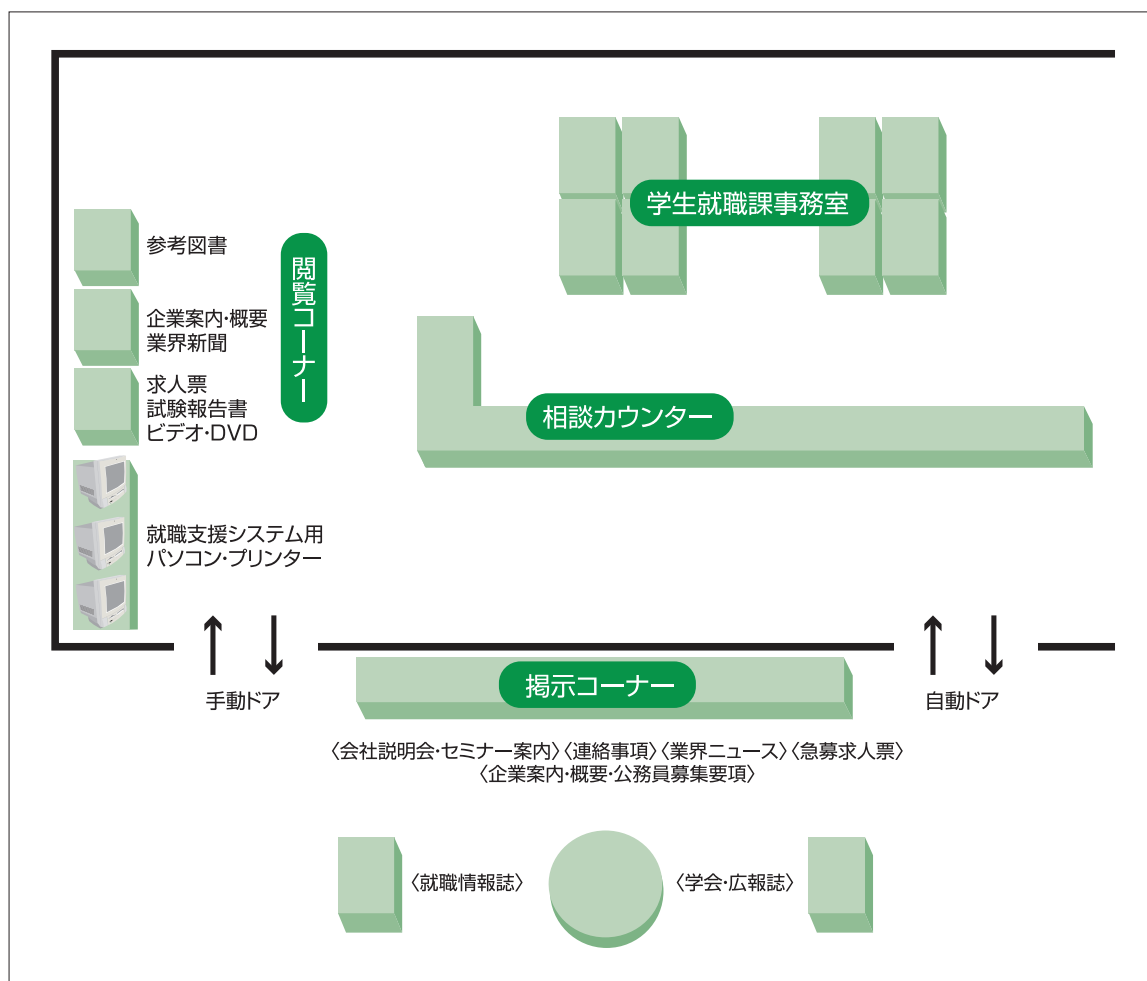 学生就職課事務室
参考図書
閲覧コーナー
企業案内・概要
業界新聞
求人票
試験報告書
ビデオ・DVD
相談カウンター
就職支援システム用
パソコン・プリンター
手動ドア
掲示コーナー
自動ドア
〈会社説明会・セミナー案内〉〈連絡事項〉〈業界ニュース〉〈急募求人票〉
〈企業案内・概要・公務員募集要項〉
〈就職情報誌〉
〈学会・広報誌〉